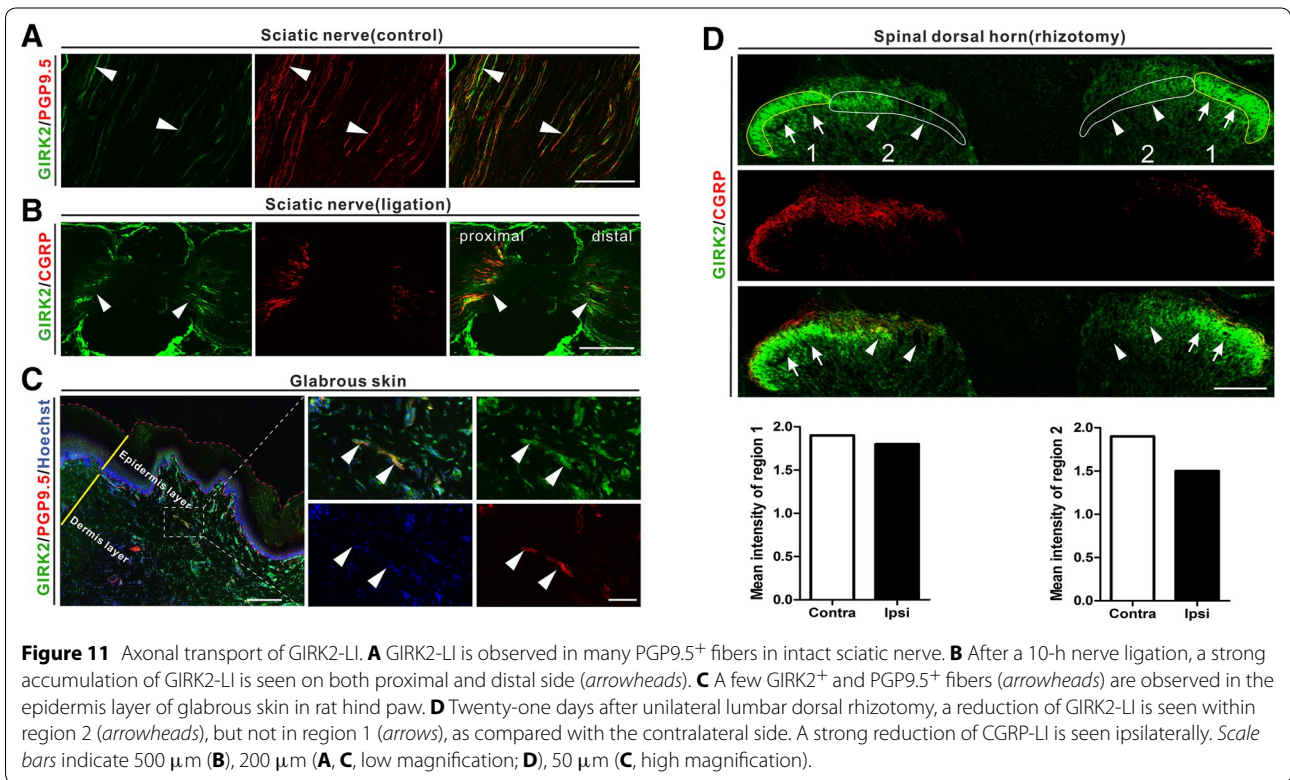 A
Sciatic nerve(control)
GIRK2/PGP9.5
B
Sciatic nerve(ligation)
GIRK2/CGRP
proximal
distal
C
Glabrous skin
GIRK2/PGP9.5/Hoechst
Epidermis layer
Dermis layer
D
Spinal dorsal horn(rhizotomy)
GIRK2/CGRP
1
2
2
1
Mean intensity of region 1
2.0
1.5
1.0
0.5
0.0
Contra
Ipsi
Mean intensity of region 2
2.0
1.5
1.0
0.5
0.0
Contra
Ipsi
Figure 11 Axonal transport of GIRK2-LI. A GIRK2-LI is observed in many PGP9.5+ fibers in intact sciatic nerve. B After a 10-h nerve ligation, a strong
accumulation of GIRK2-LI is seen on both proximal and distal side (arrowheads). C A few GIRK2+ and PGP9.5+ fibers (arrowheads) are observed in the
epidermis layer of glabrous skin in rat hind paw. D Twenty-one days after unilateral lumbar dorsal rhizotomy, a reduction of GIRK2-LI is seen within
region 2 (arrowheads), but not in region 1 (arrows), as compared with the contralateral side. A strong reduction of CGRP-LI is seen ipsilaterally. Scale
bars indicate 500 μm (B), 200 μm (A, C, low magnification; D), 50 μm (C, high magnification).